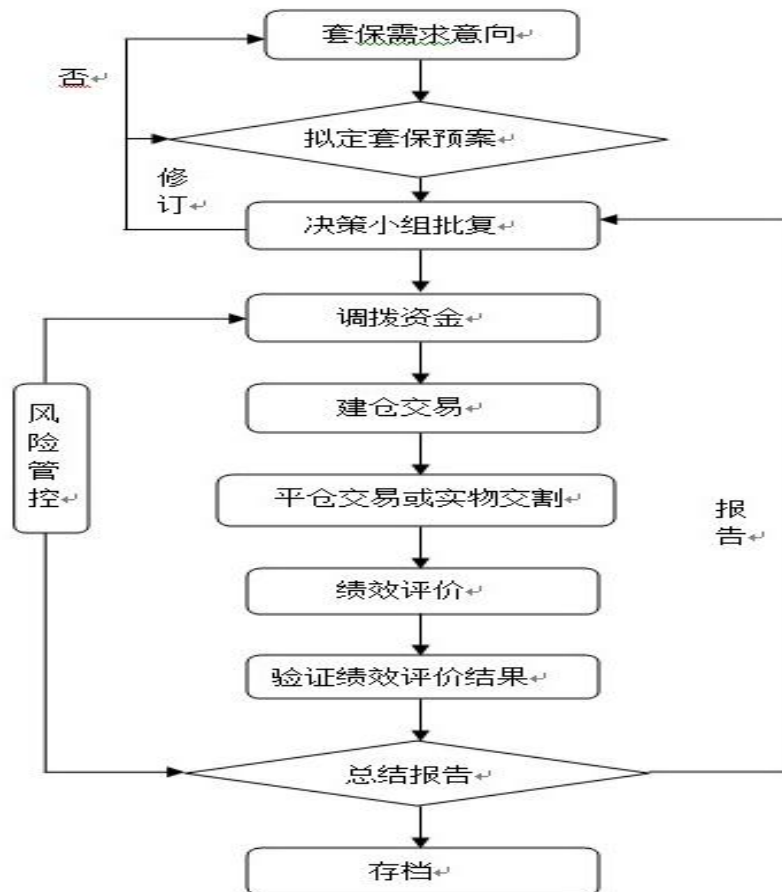 套保需求意向
否
拟定套保预案
修
订
决策小组批复
调拨资金
建仓交易
风
险
管
控
平仓交易或实物交割
报
告
绩效评价
验证绩效评价结果
总结报告
存档